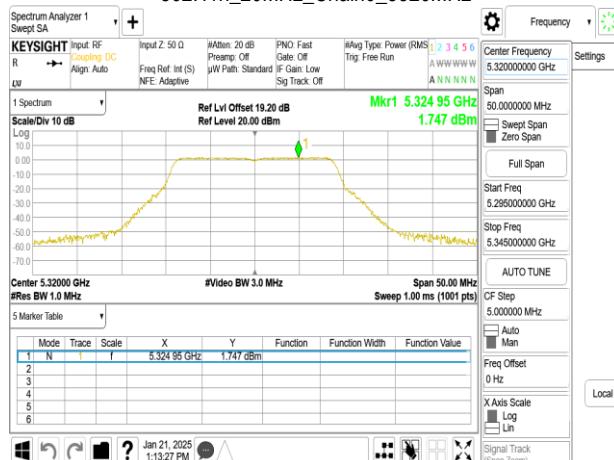 Spectrum Analyzer 1
Swept SA
Frequency
Settings
KEYSIGHT
R
LXI
Input: RF
Coupling: DC
Align: Auto
Input Z: 50 Ω
Freq Ref: Int (S)
NFE: Adaptive
#Atten: 20 dB
Preamp: Off
µW Path: Standard
PNO: Fast
Gate: Off
IF Gain: Low
Sig Track: Off
#Avg Type: Power (RMS
Trig: Free Run
1 2 3 4 5 6
A W W W W W
A N N N N N
1 Spectrum
Scale/Div 10 dB
Log
Ref Lvl Offset 19.20 dB
Ref Level 20.00 dBm
Mkr1 5.324 95 GHz
1.747 dBm
1
10.0
0.00
-10.0
-20.0
-30.0
-40.0
-50.0
-60.0
-70.0
Center 5.32000 GHz
#Res BW 1.0 MHz
#Video BW 3.0 MHz
Span 50.00 MHz
Sweep 1.00 ms (1001 pts)
5 Marker Table
Mode Trace Scale X Y Function Function Width Function Value
1 N 1 f 5.324 95 GHz 1.747 dBm
2
3
4
5
6
Jan 21, 2025
1:13:27 PM
Center Frequency
5.320000000 GHz
Span
50.0000000 MHz
Swept Span
Zero Span
Full Span
Start Freq
5.295000000 GHz
Stop Freq
5.345000000 GHz
AUTO TUNE
CF Step
5.000000 MHz
Auto
Man
Freq Offset
0 Hz
X Axis Scale
Log
Lin
Signal Track
(Span Zoom)
Local